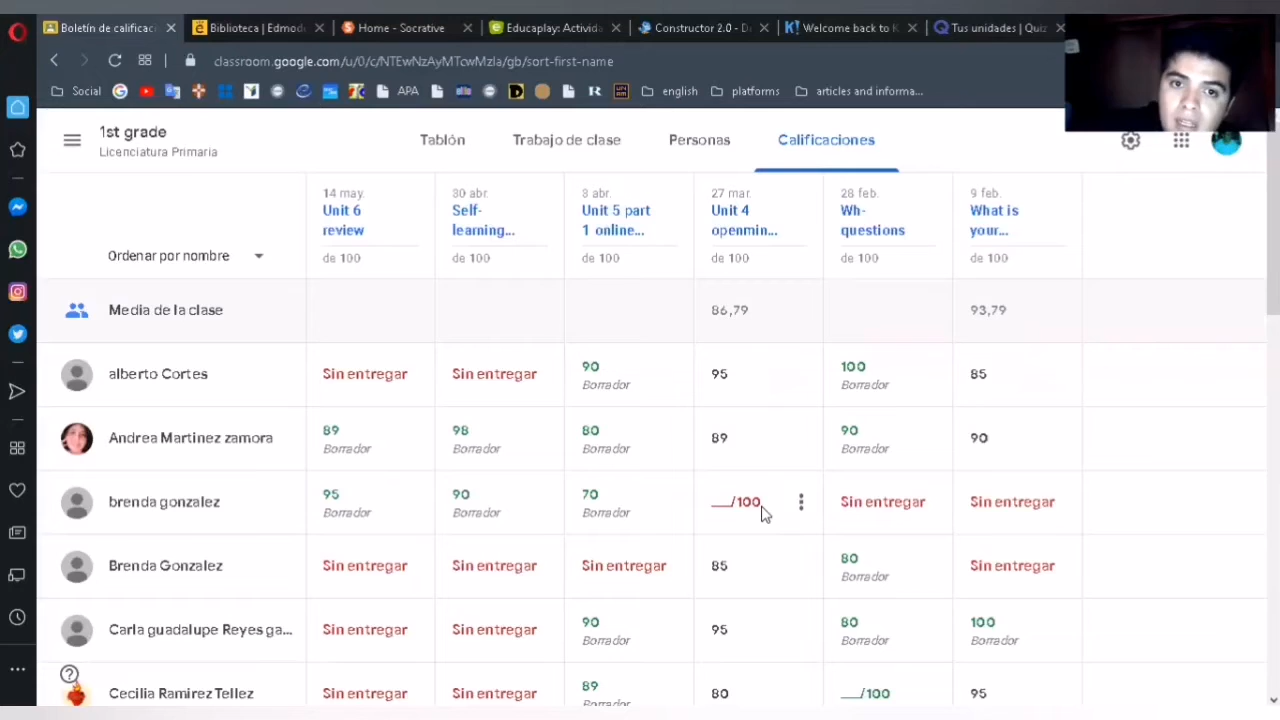 Boletín de calificac
Biblioteca | Edmod
Home - Socrative
Educaplay: Activida
Constructor 2.0 - D
Welcome back to K
Tus unidades | Quiz
classroom.google.com/u/0/c/NTEwNzAyMTcwMzla/gb/sort-first-name
Social
APA
english
platforms
articles and informa...
1st grade
Licenciatura Primaria
Tablón
Trabajo de clase
Personas
Calificaciones
14 may. 30 abr. 8 abr. 27 mar. 28 feb. 9 feb.
Unit 6 Self- Unit 5 part Unit 4 Wh- What is
review learning... 1 online... openmin... questions your...
Ordenar por nombre de 100 de 100 de 100 de 100 de 100 de 100
Media de la clase 86,79 93,79
alberto Cortes Sin entregar Sin entregar 90 95 100 85
Borrador Borrador
Andrea Martinez zamora 89 98 80 89 90 90
Borrador Borrador Borrador Borrador
brenda gonzalez 95 90 70 __/100 Sin entregar Sin entregar
Borrador Borrador Borrador
Brenda Gonzalez Sin entregar Sin entregar Sin entregar 85 80 Sin entregar
Borrador
Carla guadalupe Reyes ga... Sin entregar Sin entregar 90 95 80 100
Borrador Borrador Borrador
Cecilia Ramirez Tellez Sin entregar Sin entregar 89 80 __/100 95
Borrador